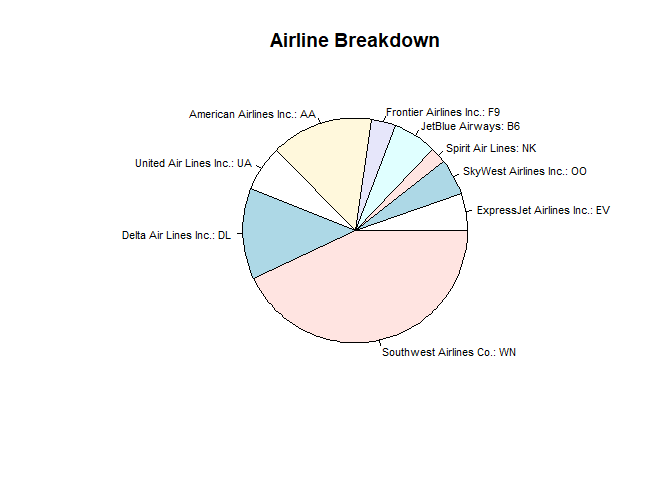 Airline Breakdown
Frontier Airlines Inc.: F9
American Airlines Inc.: AA
JetBlue Airways: B6
Spirit Air Lines: NK
United Air Lines Inc.: UA
SkyWest Airlines Inc.: OO
ExpressJet Airlines Inc.: EV
Delta Air Lines Inc.: DL
Southwest Airlines Co.: WN